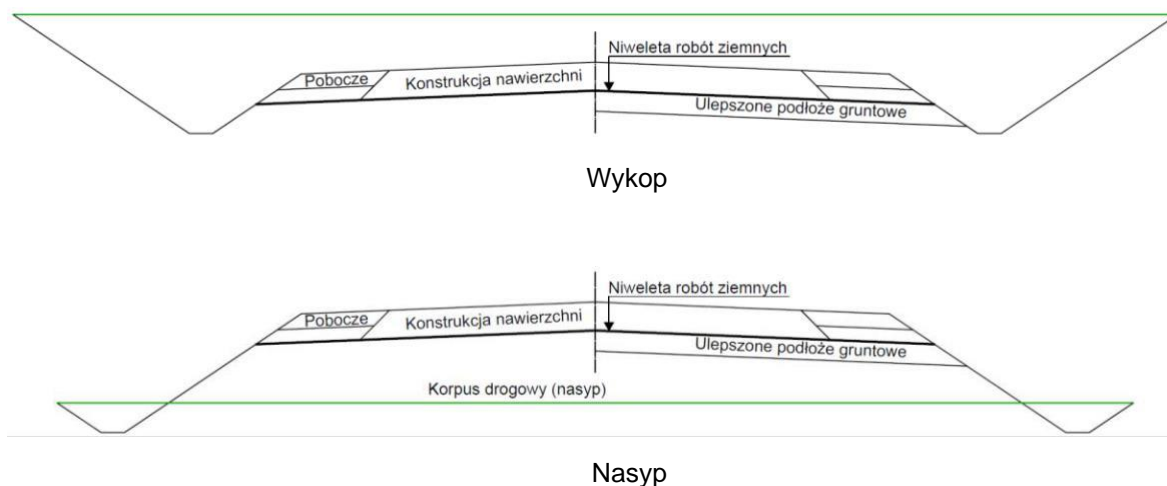 Niweleta robót ziemnych
Pobocze
Konstrukcja nawierzchni
Ulepszone podłoże gruntowe
Wykop
Niweleta robót ziemnych
Pobocze
Konstrukcja nawierzchni
Ulepszone podłoże gruntowe
Korpus drogowy (nasyp)
Nasyp